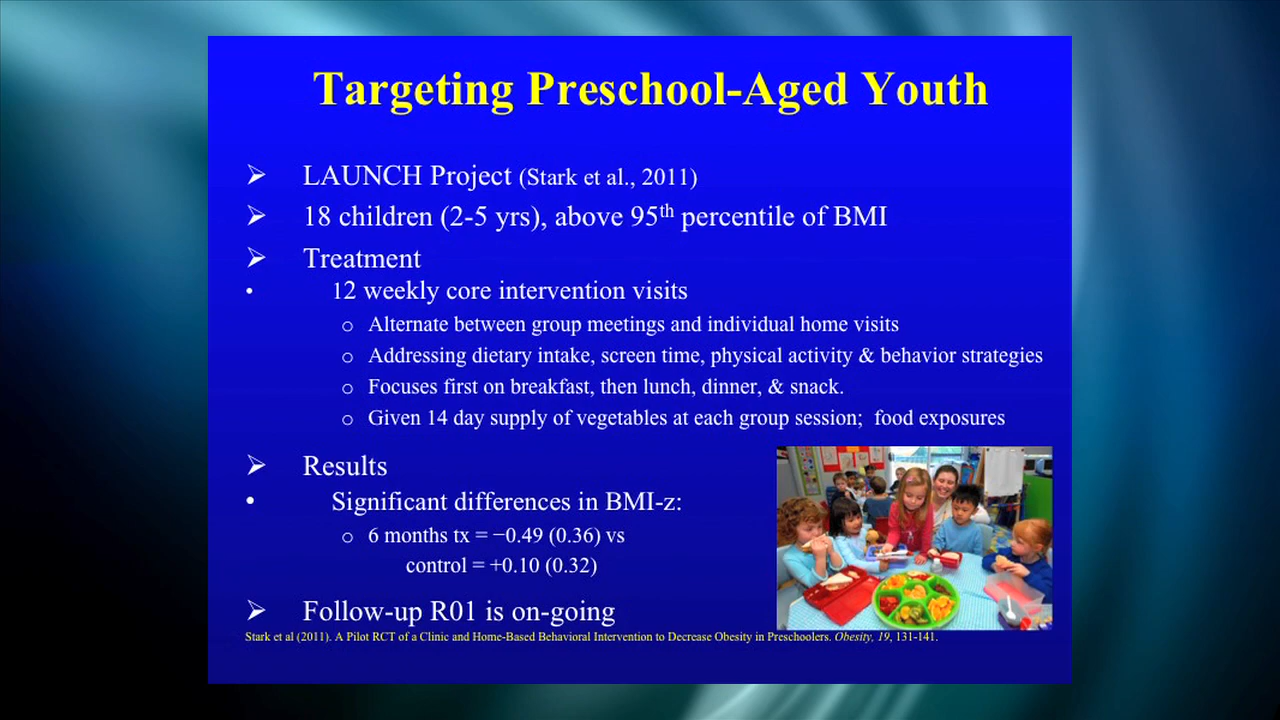 Targeting Preschool-Aged Youth
➢ LAUNCH Project (Stark et al., 2011)
➢ 18 children (2-5 yrs), above 95th percentile of BMI
➢ Treatment
• 12 weekly core intervention visits
o Alternate between group meetings and individual home visits
o Addressing dietary intake, screen time, physical activity & behavior strategies
o Focuses first on breakfast, then lunch, dinner, & snack.
o Given 14 day supply of vegetables at each group session; food exposures
➢ Results
• Significant differences in BMI-z:
o 6 months tx = −0.49 (0.36) vs
control = +0.10 (0.32)
➢ Follow-up R01 is on-going
Stark et al (2011). A Pilot RCT of a Clinic and Home-Based Behavioral Intervention to Decrease Obesity in Preschoolers. Obesity, 19, 131-141.